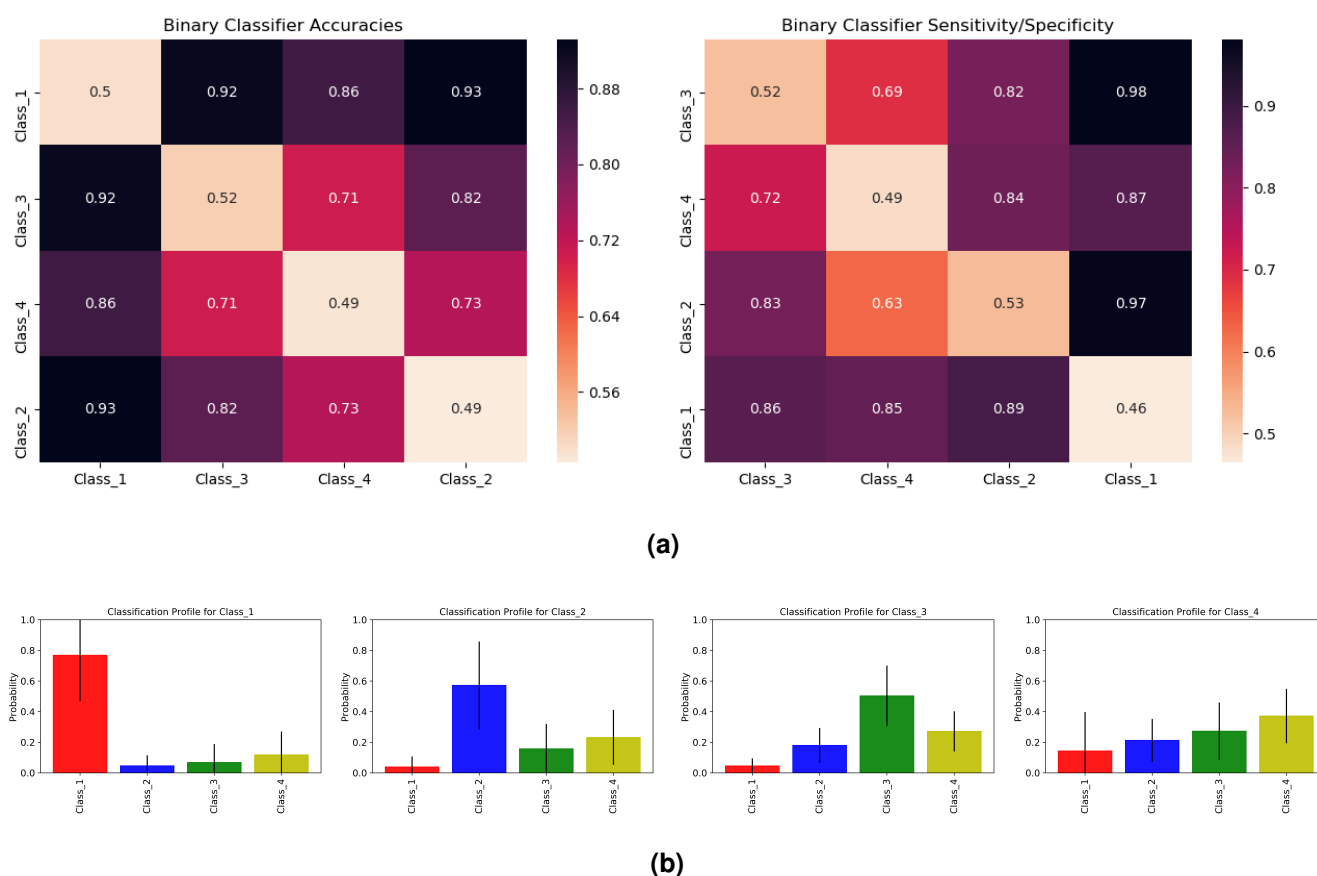 Binary Classifier Accuracies
Class_1 0.5 0.92 0.86 0.93
Class_3 0.92 0.52 0.71 0.82
Class_4 0.86 0.71 0.49 0.73
Class_2 0.93 0.82 0.73 0.49
Class_1 Class_3 Class_4 Class_2
0.88
0.80
0.72
0.64
0.56
Binary Classifier Sensitivity/Specificity
Class_3 0.52 0.69 0.82 0.98
Class_4 0.72 0.49 0.84 0.87
Class_2 0.83 0.63 0.53 0.97
Class_1 0.86 0.85 0.89 0.46
Class_3 Class_4 Class_2 Class_1
0.9
0.8
0.7
0.6
0.5
(a)
Classification Profile for Class_1
Probability
1.0
0.8
0.6
0.4
0.2
0.0
Class_1 Class_2 Class_3 Class_4
Classification Profile for Class_2
Probability
1.0
0.8
0.6
0.4
0.2
0.0
Class_1 Class_2 Class_3 Class_4
Classification Profile for Class_3
Probability
1.0
0.8
0.6
0.4
0.2
0.0
Class_1 Class_2 Class_3 Class_4
Classification Profile for Class_4
Probability
1.0
0.8
0.6
0.4
0.2
0.0
Class_1 Class_2 Class_3 Class_4
(b)